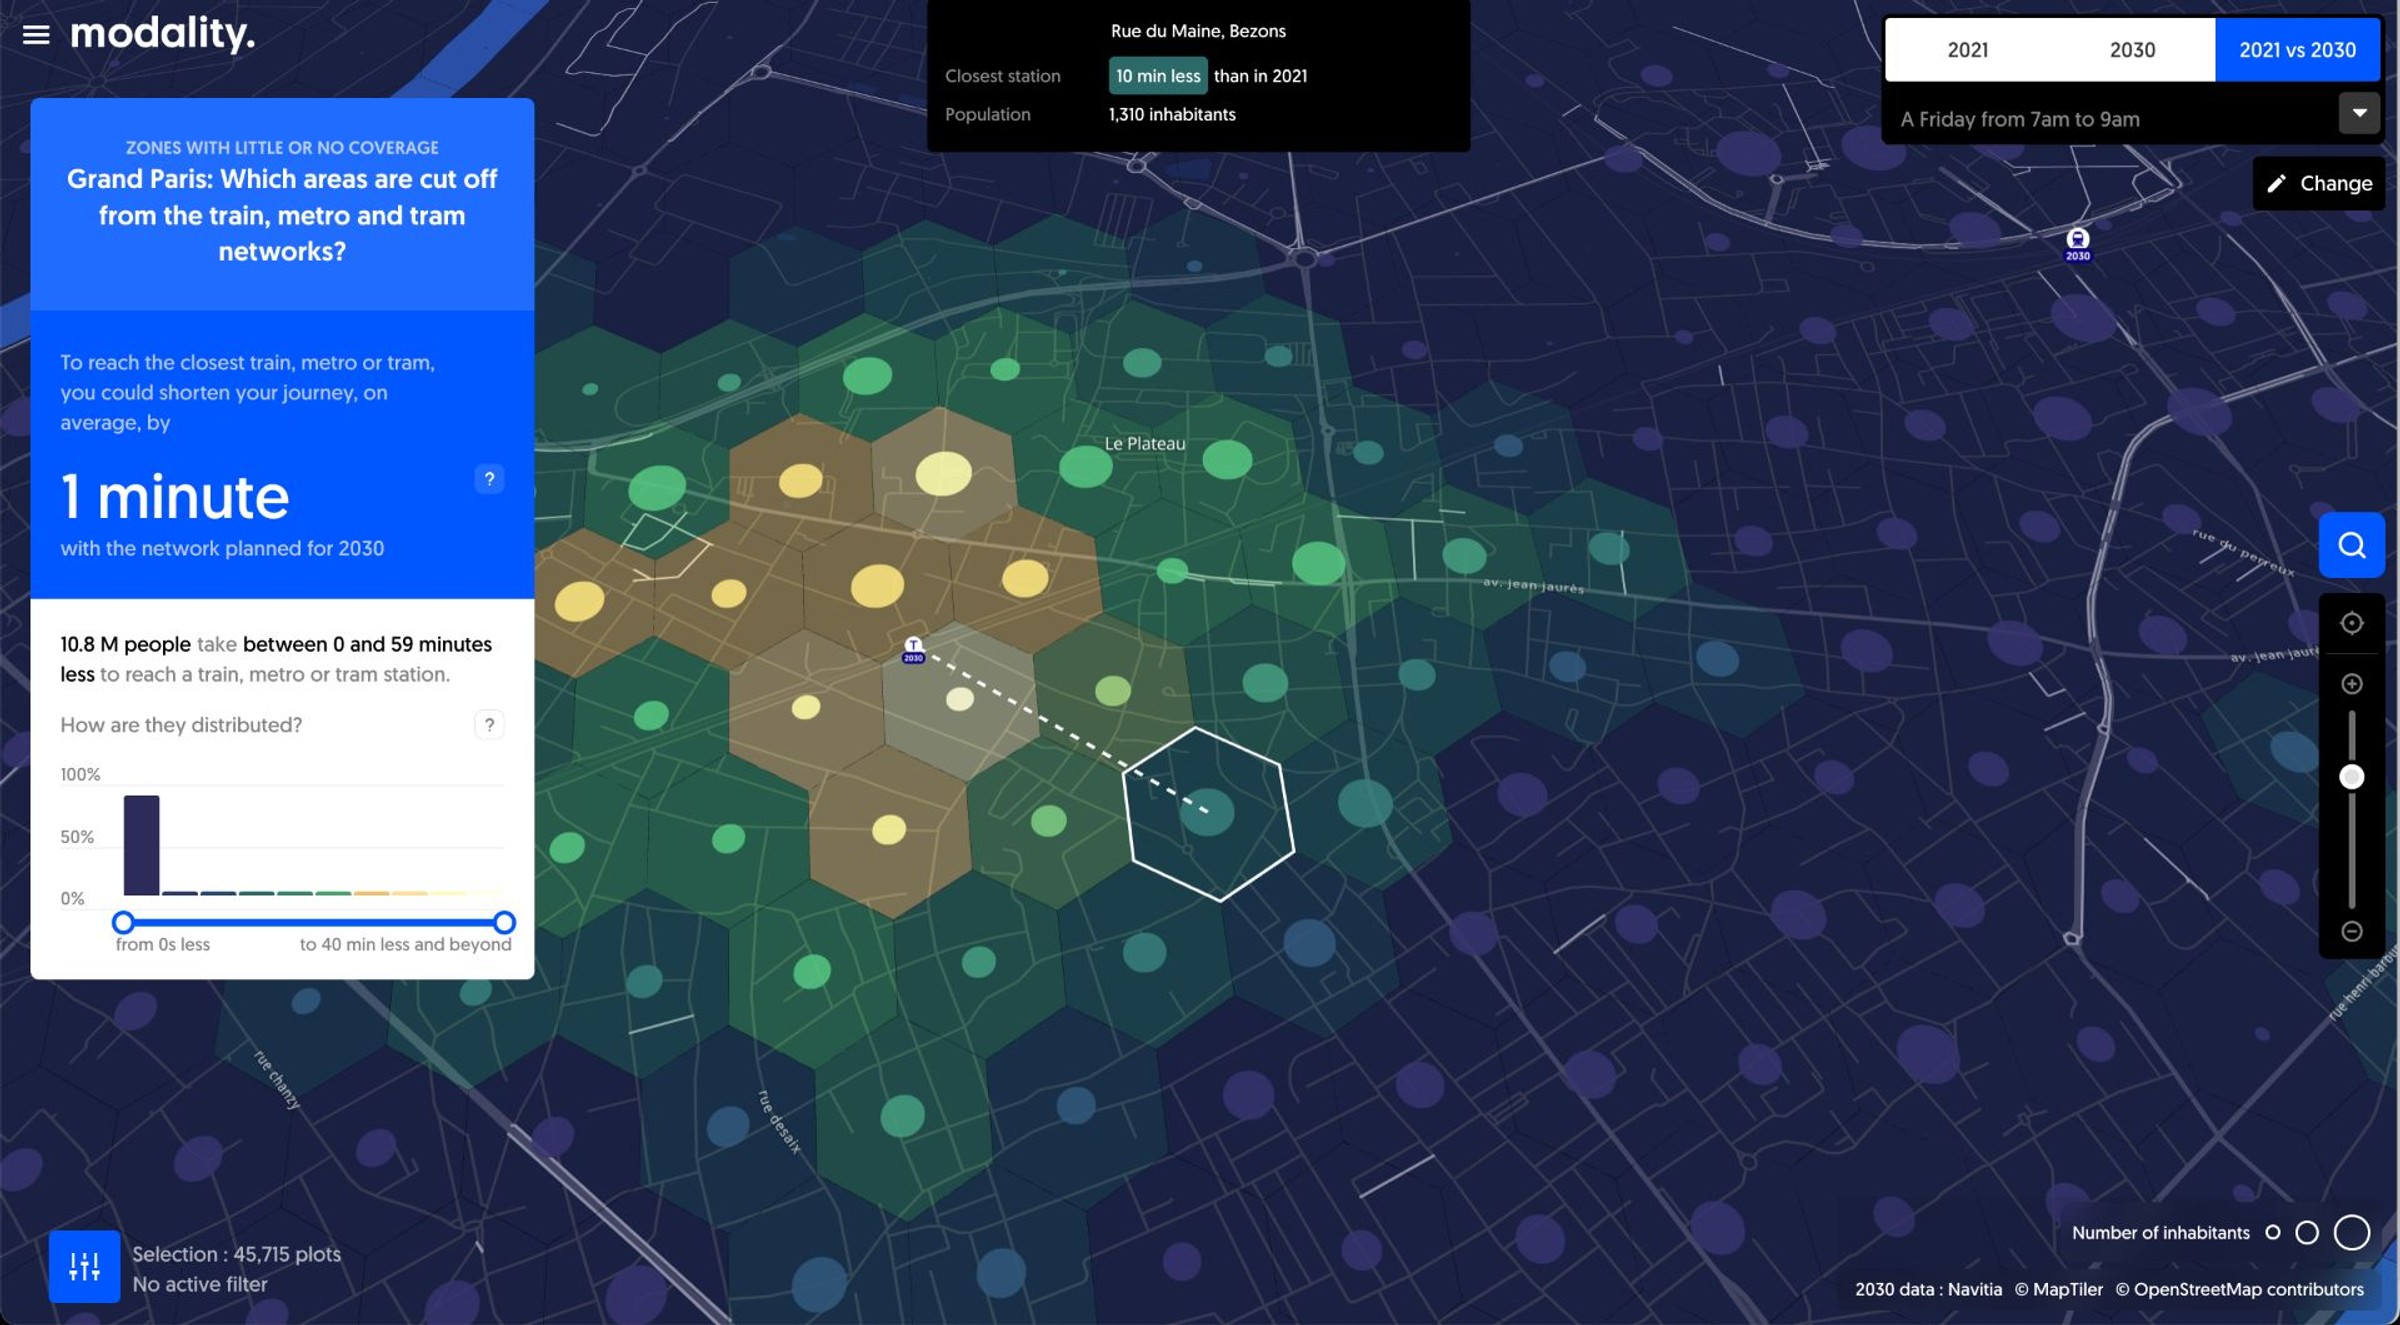 modality.
Rue du Maine, Bezons
Closest station 10 min less than in 2021
Population 1,310 inhabitants
2021 2030 2021 vs 2030
A Friday from 7am to 9am
Change
ZONES WITH LITTLE OR NO COVERAGE
Grand Paris: Which areas are cut off
from the train, metro and tram
networks?
To reach the closest train, metro or tram,
you could shorten your journey, on
average, by
1 minute
?
with the network planned for 2030
10.8 M people take between 0 and 59 minutes
less to reach a train, metro or tram station.
How are they distributed?
?
100%
50%
0%
from 0s less
to 40 min less and beyond
2030
Le Plateau
rue du perreux
av. jean jaurès
T
2030
av. jean jaurè
rue henri barbu
rue chanzy
rue desaix
Selection : 45,715 plots
No active filter
Number of inhabitants
2030 data : Navitia © MapTiler © OpenStreetMap contributors